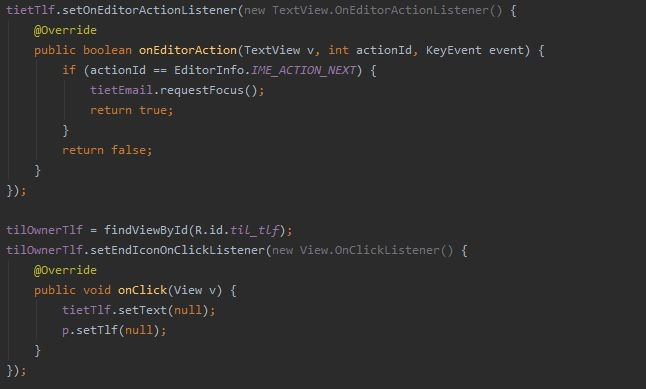 tietTlf.setOnEditorActionListener(new TextView.OnEditorActionListener() {
    @Override
    public boolean onEditorAction(TextView v, int actionId, KeyEvent event) {
        if (actionId == EditorInfo.IME_ACTION_NEXT) {
            tietEmail.requestFocus();
            return true;
        }
        return false;
    }
});

tilOwnerTlf = findViewById(R.id.til_tlf);
tilOwnerTlf.setEndIconOnClickListener(new View.OnClickListener() {
    @Override
    public void onClick(View v) {
        tietTlf.setText(null);
        p.setTlf(null);
    }
});